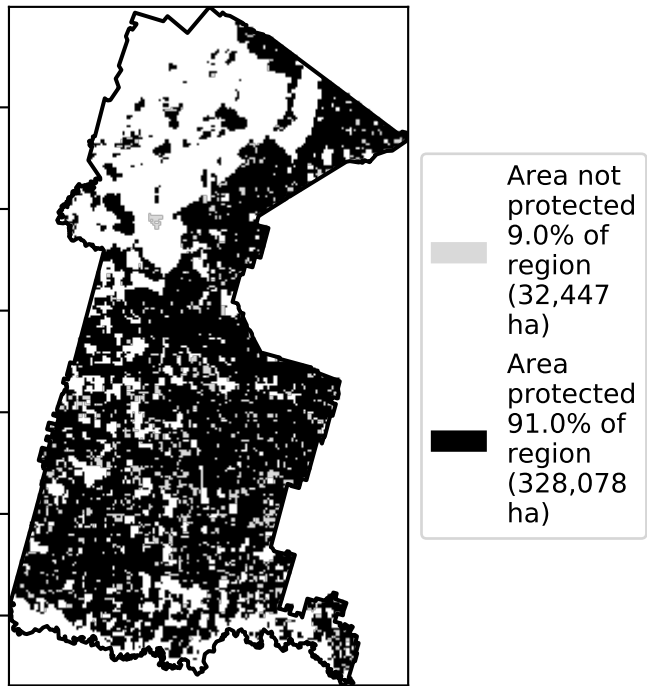 Area not
protected
9.0% of
region
(32,447
ha)
Area
protected
91.0% of
region
(328,078
ha)